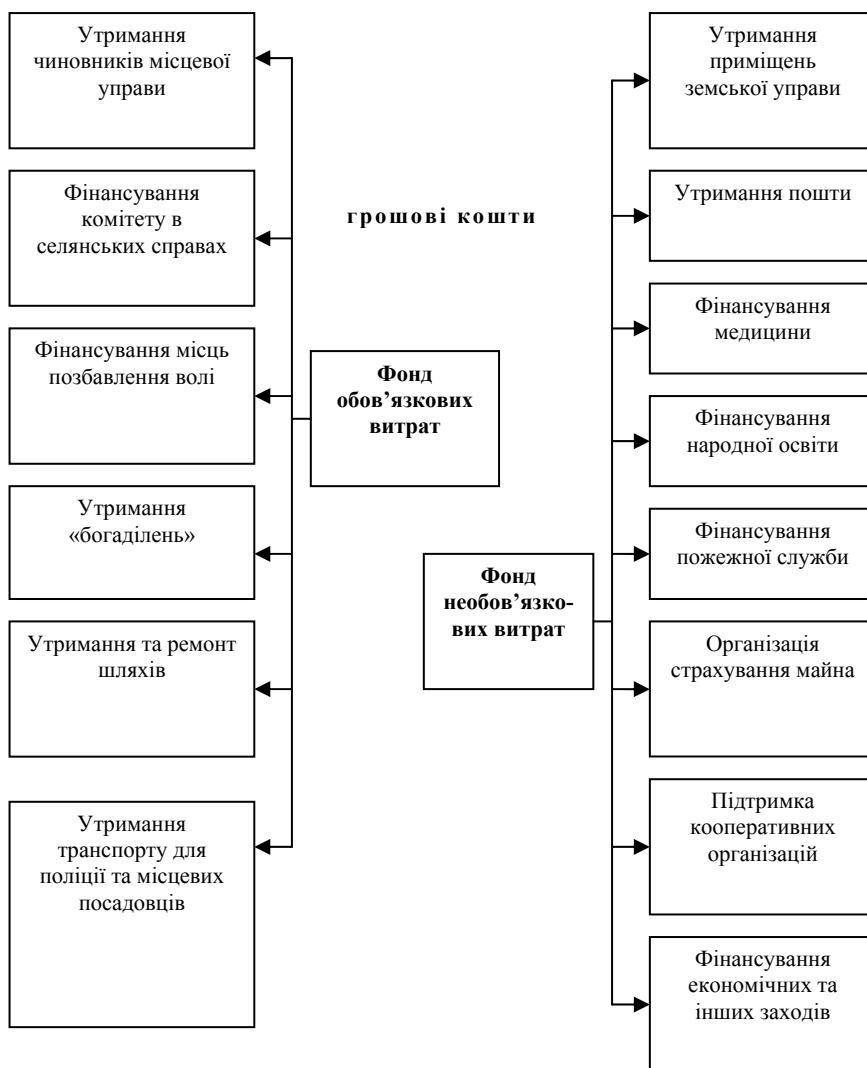 Утримання
чиновників місцевої
управи
Фінансування
комітету в
селянських справах
Фінансування місць
позбавлення волі
Утримання
«богаділень»
Утримання та ремонт
шляхів
Утримання
транспорту для
поліції та місцевих
посадовців
грошові кошти
Фонд
обов’язкових
витрат
Фонд
необов’язко-
вих витрат
Утримання
приміщень
земської управи
Утримання пошти
Фінансування
медицини
Фінансування
народної освіти
Фінансування
пожежної служби
Організація
страхування майна
Підтримка
кооперативних
організацій
Фінансування
економічних та
інших заходів